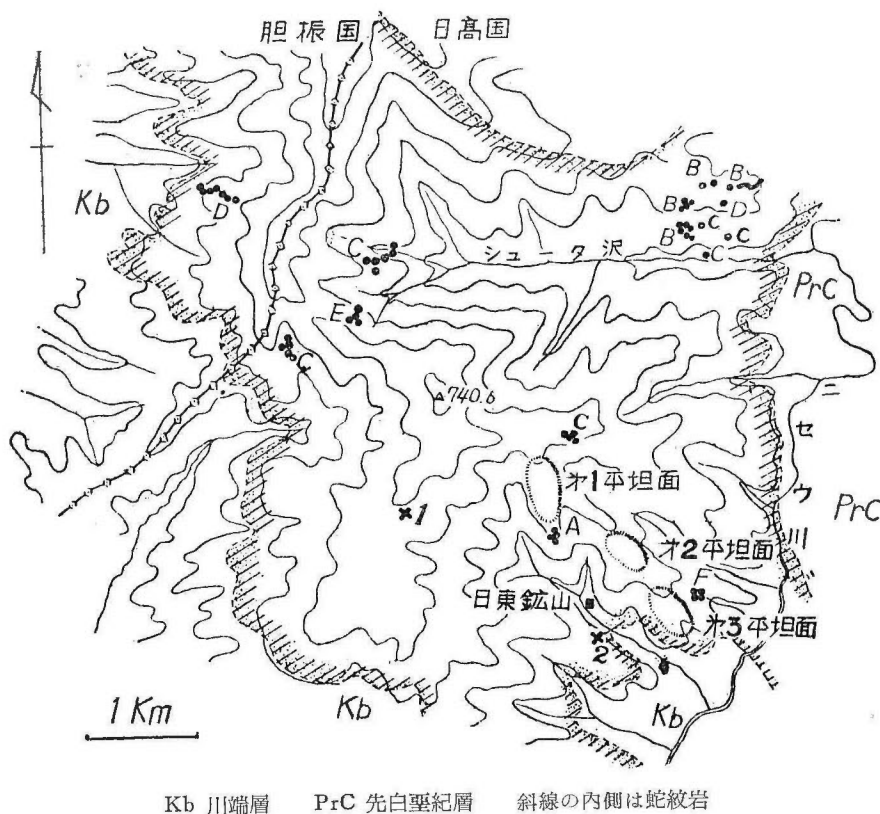 胆振国 日高国
Kb
B B
B D
D
C
B C
C
C
シュータ沢
PrC
E
C
△740.6
ニセウ川
C
才1平坦面
×1
A
PrC
才2平坦面
F
日東鉱山
才3平坦面
×2
Kb
Kb
1 Km
Kb 川端層 PrC 先白堊紀層 斜線の内側は蛇紋岩